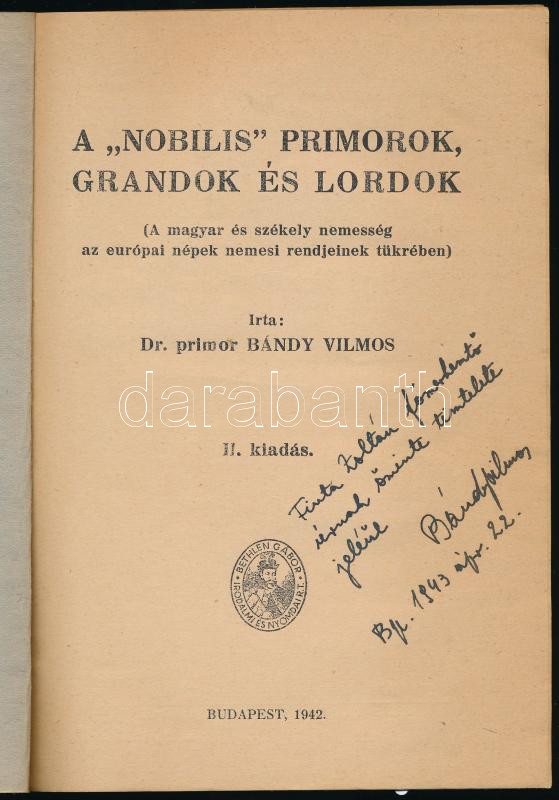 A „NOBILIS” PRIMOROK,
GRANDOK ÉS LORDOK
(A magyar és székely nemesség
az európai népek nemesi rendjeinek tükrében)
Irta:
Dr. primor BÁNDY VILMOS
darabanth
II. kiadás.
Finta Zoltán
írónak őszinte tisztelete
jeléül Bándy Vilmos
Bp. 1943 ápr. 22.
BETHLEN GÁBOR
IRODALMI ÉS NYOMDAI R.T.
BUDAPEST, 1942.